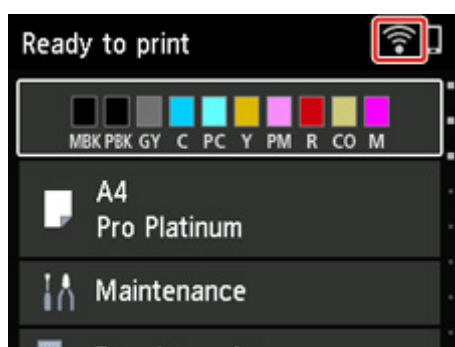 Ready to print
MBK PBK GY C PC Y PM R CO M
A4
Pro Platinum
Maintenance